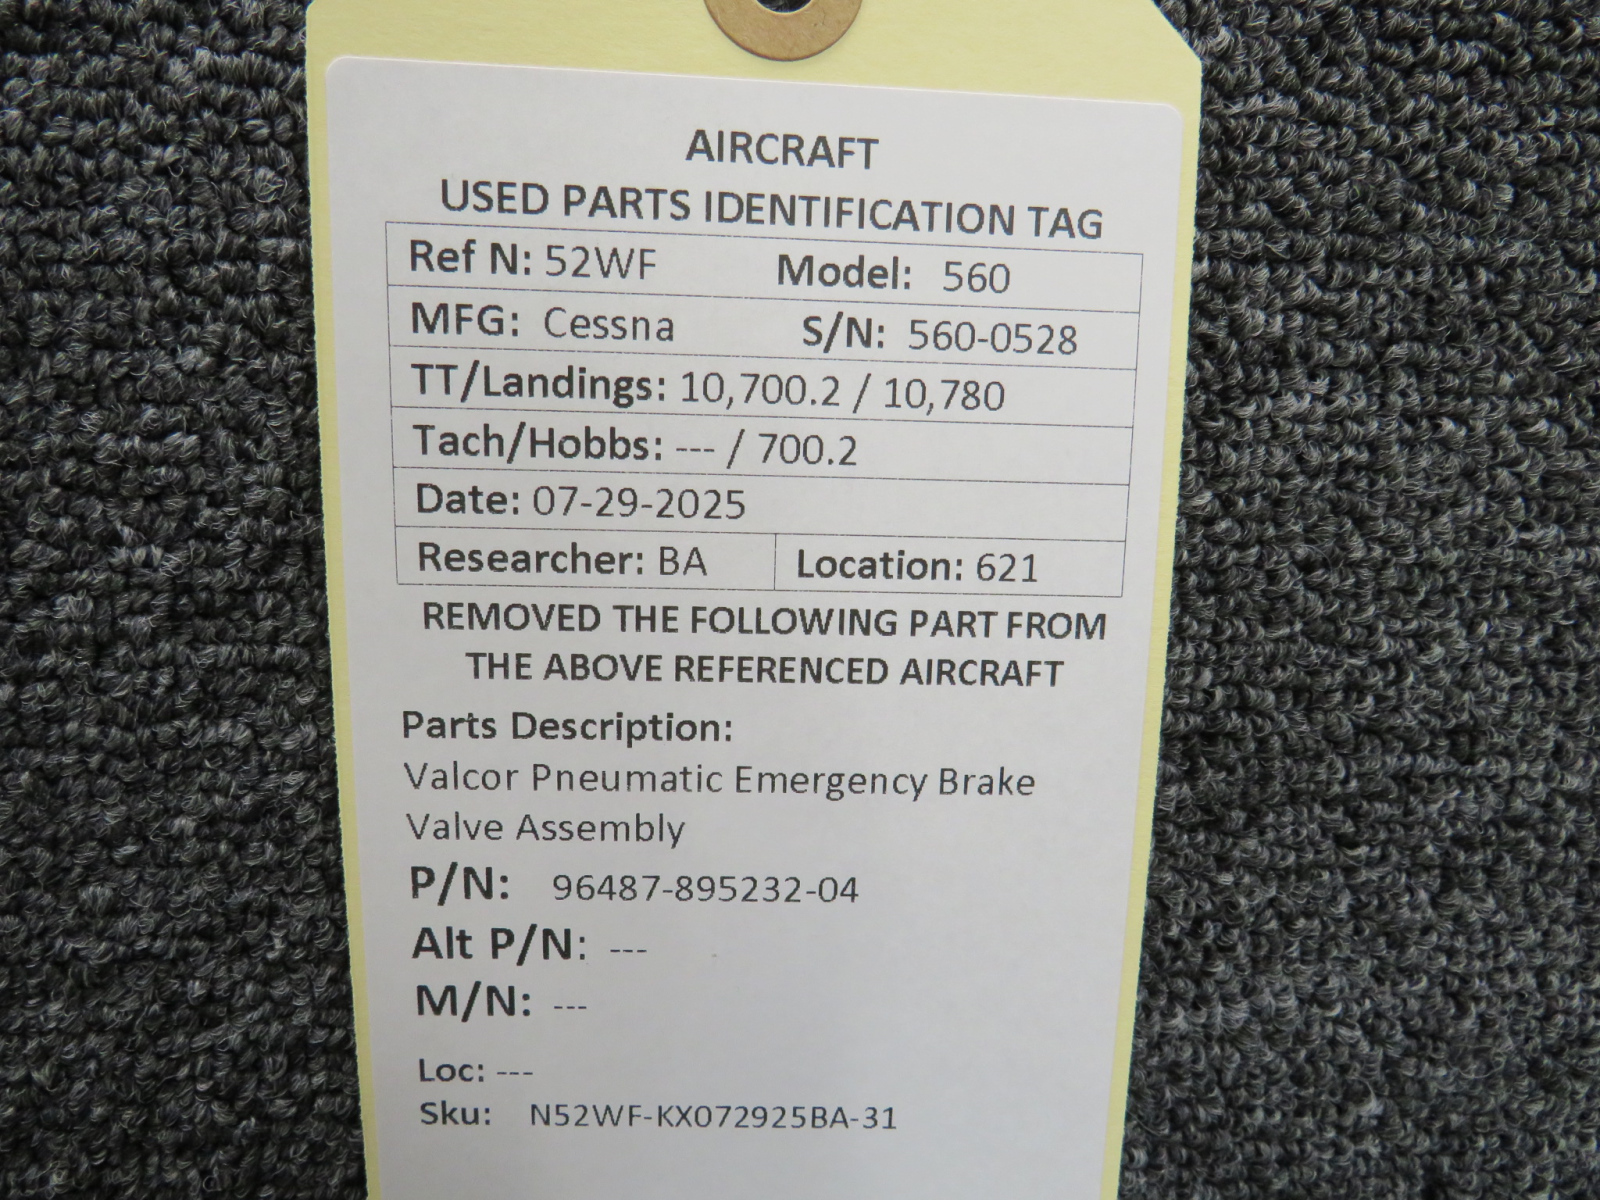 AIRCRAFT
USED PARTS IDENTIFICATION TAG
Ref N: 52WF Model: 560
MFG: Cessna S/N: 560-0528
TT/Landings: 10,700.2 / 10,780
Tach/Hobbs: --- / 700.2
Date: 07-29-2025
Researcher: BA Location: 621
REMOVED THE FOLLOWING PART FROM
THE ABOVE REFERENCED AIRCRAFT
Parts Description:
Valcor Pneumatic Emergency Brake
Valve Assembly
P/N: 96487-895232-04
Alt P/N: ---
M/N: ---
Loc: ---
Sku: N52WF-KX072925BA-31